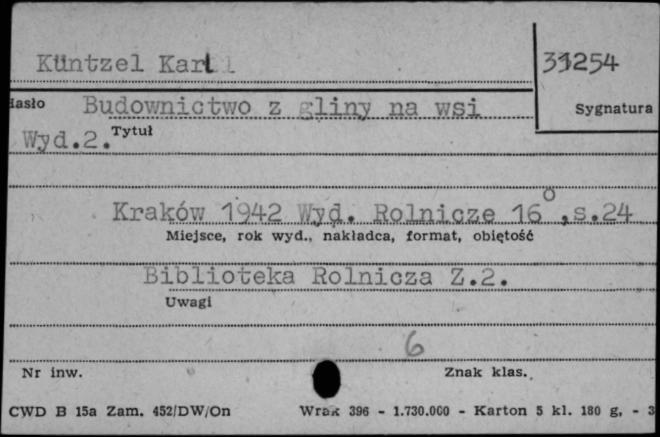 Küntzel Karl 31254
Hasło Budownictwo z gliny na wsi Sygnatura
Wyd.2. Tytuł
Kraków 1942 Wyd. Rolnicze 16°, s.24
Miejsce, rok wyd., nakładca, format, objętość
Biblioteka Rolnicza Z.2.
Uwagi
6
Nr inw. Znak klas.
CWD B 15a Zam. 452/DW/On Wrak 396 - 1.730.000 - Karton 5 kl. 180 g, - 3